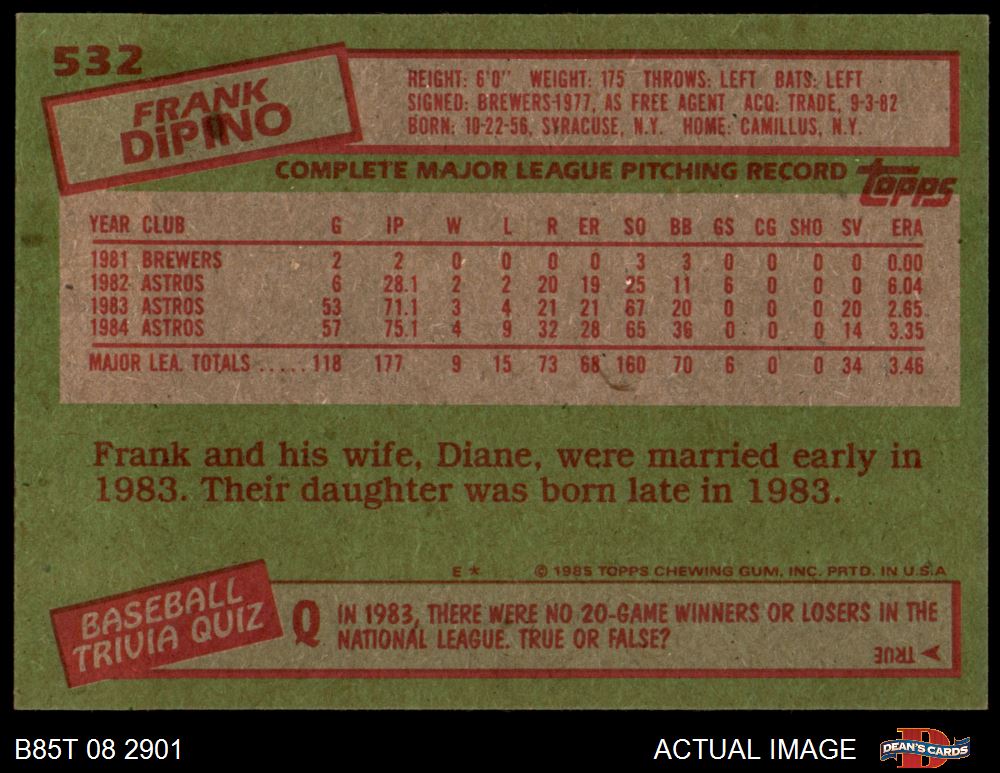 532
FRANK
DiPINO
HEIGHT: 6'0" WEIGHT: 175 THROWS: LEFT BATS: LEFT
SIGNED: BREWERS-1977, AS FREE AGENT ACQ: TRADE, 9-3-82
BORN: 10-22-56, SYRACUSE, N.Y. HOME: CAMILLUS, N.Y.
COMPLETE MAJOR LEAGUE PITCHING RECORD
topps
YEAR CLUB G IP W L R ER SO BB GS CG SHO SV ERA
1981 BREWERS 2 2 0 0 0 0 3 3 0 0 0 0 0.00
1982 ASTROS 6 28.1 2 2 20 19 25 11 6 0 0 0 6.04
1983 ASTROS 53 71.1 3 4 21 21 67 20 0 0 0 20 2.65
1984 ASTROS 57 75.1 4 9 32 28 65 36 0 0 0 14 3.35
MAJOR LEA. TOTALS ..... 118 177 9 15 73 68 160 70 6 0 0 34 3.46
Frank and his wife, Diane, were married early in
1983. Their daughter was born late in 1983.
E * © 1985 TOPPS CHEWING GUM, INC. PRTD. IN U.S.A
BASEBALL
TRIVIA QUIZ
Q IN 1983, THERE WERE NO 20-GAME WINNERS OR LOSERS IN THE
NATIONAL LEAGUE. TRUE OR FALSE?
TRUE
B85T 08 2901
ACTUAL IMAGE
D
DEAN'S CARDS